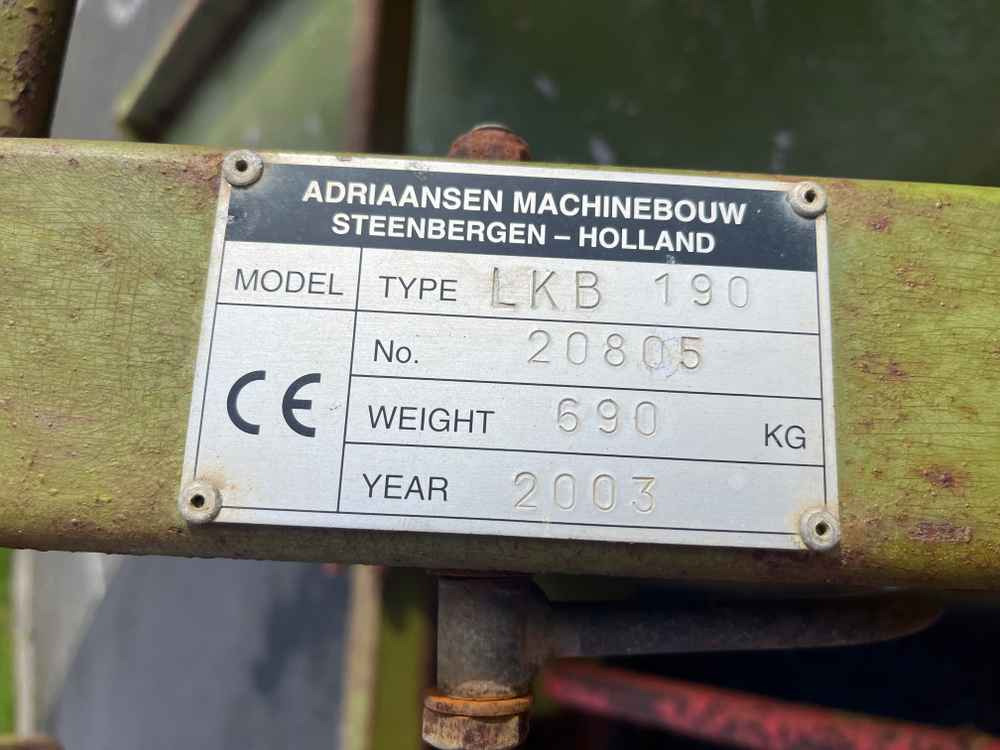 ADRIAANSEN MACHINEBOUW
STEENBERGEN – HOLLAND
MODEL TYPE LKB 190
No. 20805
CE
WEIGHT 690 KG
YEAR 2003